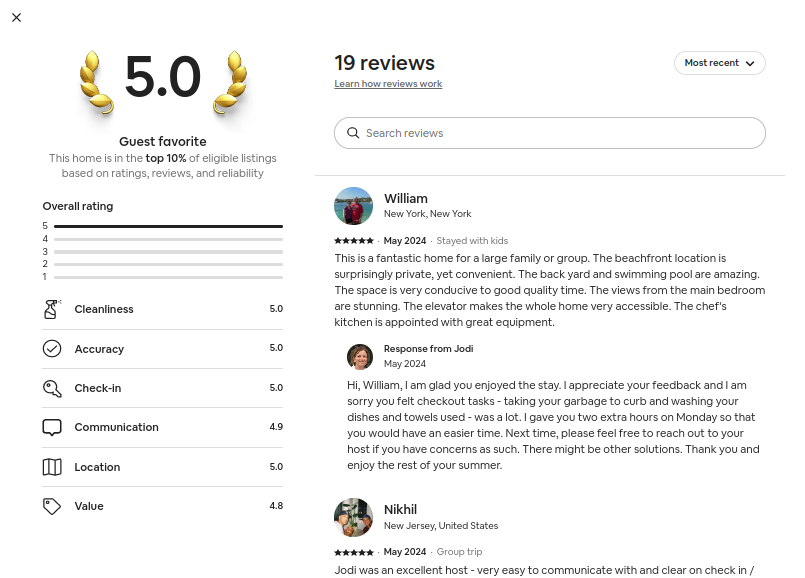 5.0
Guest favorite
This home is in the top 10% of eligible listings
based on ratings, reviews, and reliability
Overall rating
5
4
3
2
1
Cleanliness 5.0
Accuracy 5.0
Check-in 5.0
Communication 4.9
Location 5.0
Value 4.8
19 reviews
Most recent
Learn how reviews work
Search reviews
William
New York, New York
★★★★★ · May 2024 · Stayed with kids
This is a fantastic home for a large family or group. The beachfront location is
surprisingly private, yet convenient. The back yard and swimming pool are amazing.
The space is very conducive to good quality time. The views from the main bedroom
are stunning. The elevator makes the whole home very accessible. The chef's
kitchen is appointed with great equipment.
Response from Jodi
May 2024
Hi, William, I am glad you enjoyed the stay. I appreciate your feedback and I am
sorry you felt checkout tasks - taking your garbage to curb and washing your
dishes and towels used - was a lot. I gave you two extra hours on Monday so that
you would have an easier time. Next time, please feel free to reach out to your
host if you have concerns as such. There might be other solutions. Thank you and
enjoy the rest of your summer.
Nikhil
New Jersey, United States
★★★★★ · May 2024 · Group trip
Jodi was an excellent host - very easy to communicate with and clear on check in /